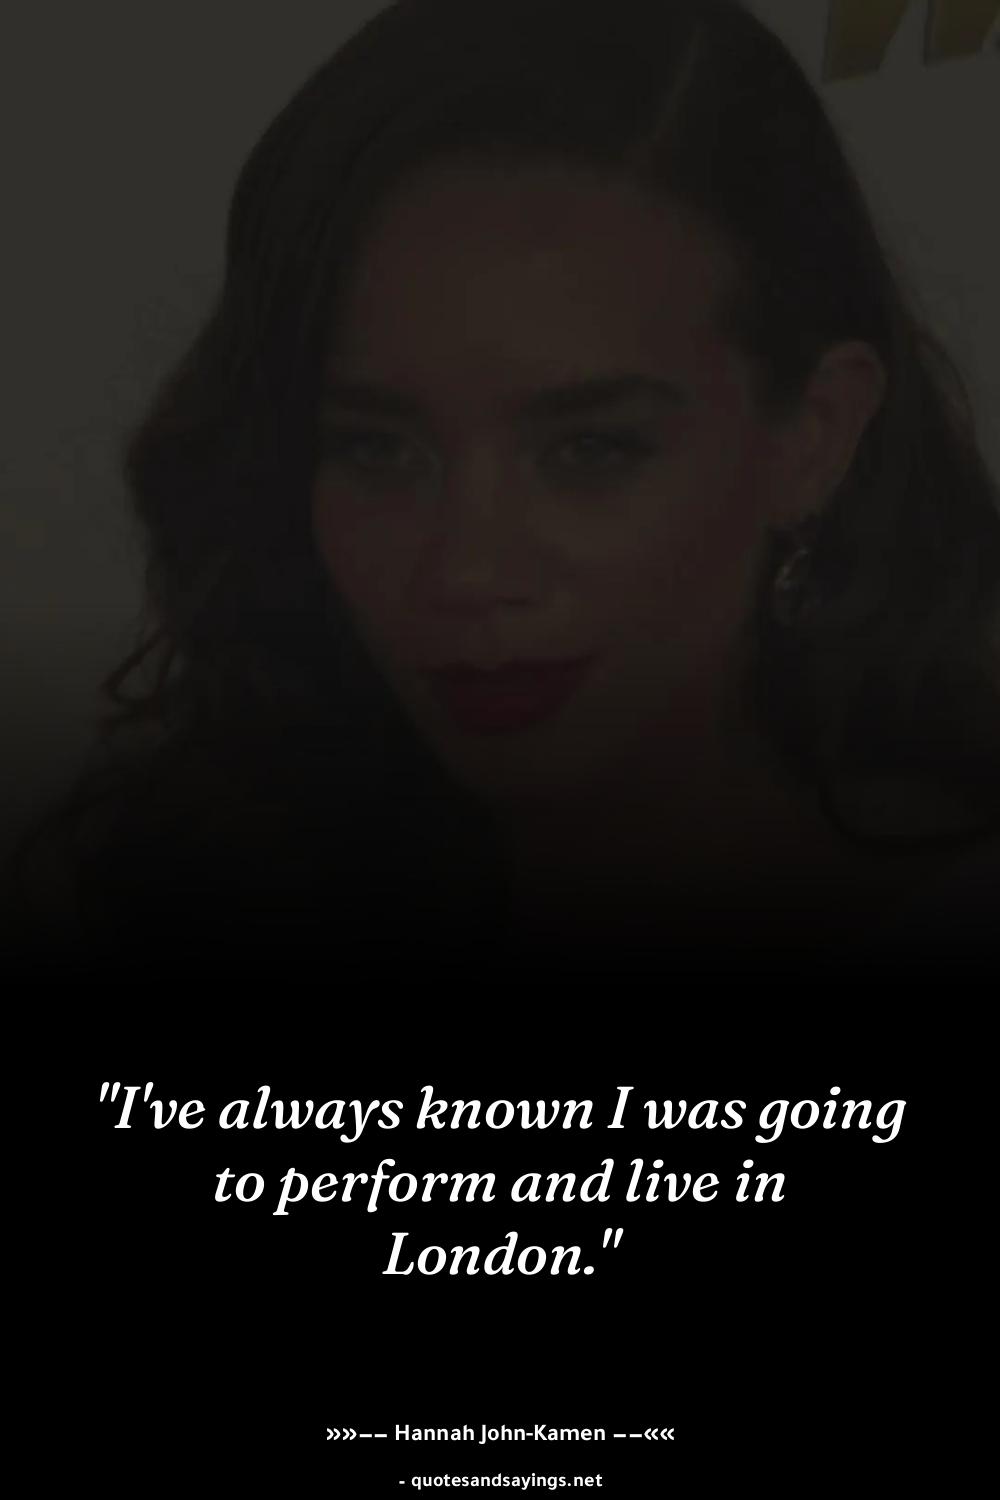 "I've always known I was going
to perform and live in
London."
»»−− Hannah John-Kamen −−««
- quotesandsayings.net